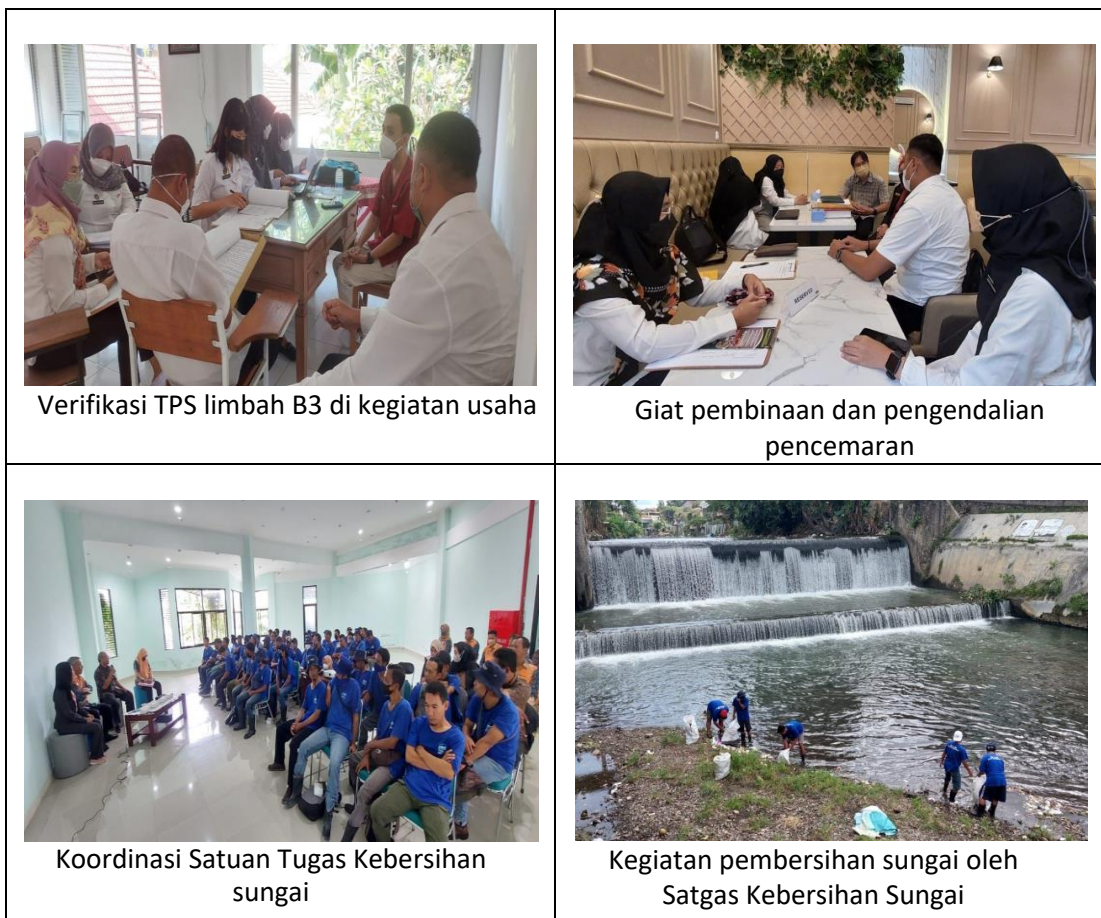 RESERVED
Verifikasi TPS limbah B3 di kegiatan usaha
Giat pembinaan dan pengendalian
pencemaran
Koordinasi Satuan Tugas Kebersihan
sungai
Kegiatan pembersihan sungai oleh
Satgas Kebersihan Sungai